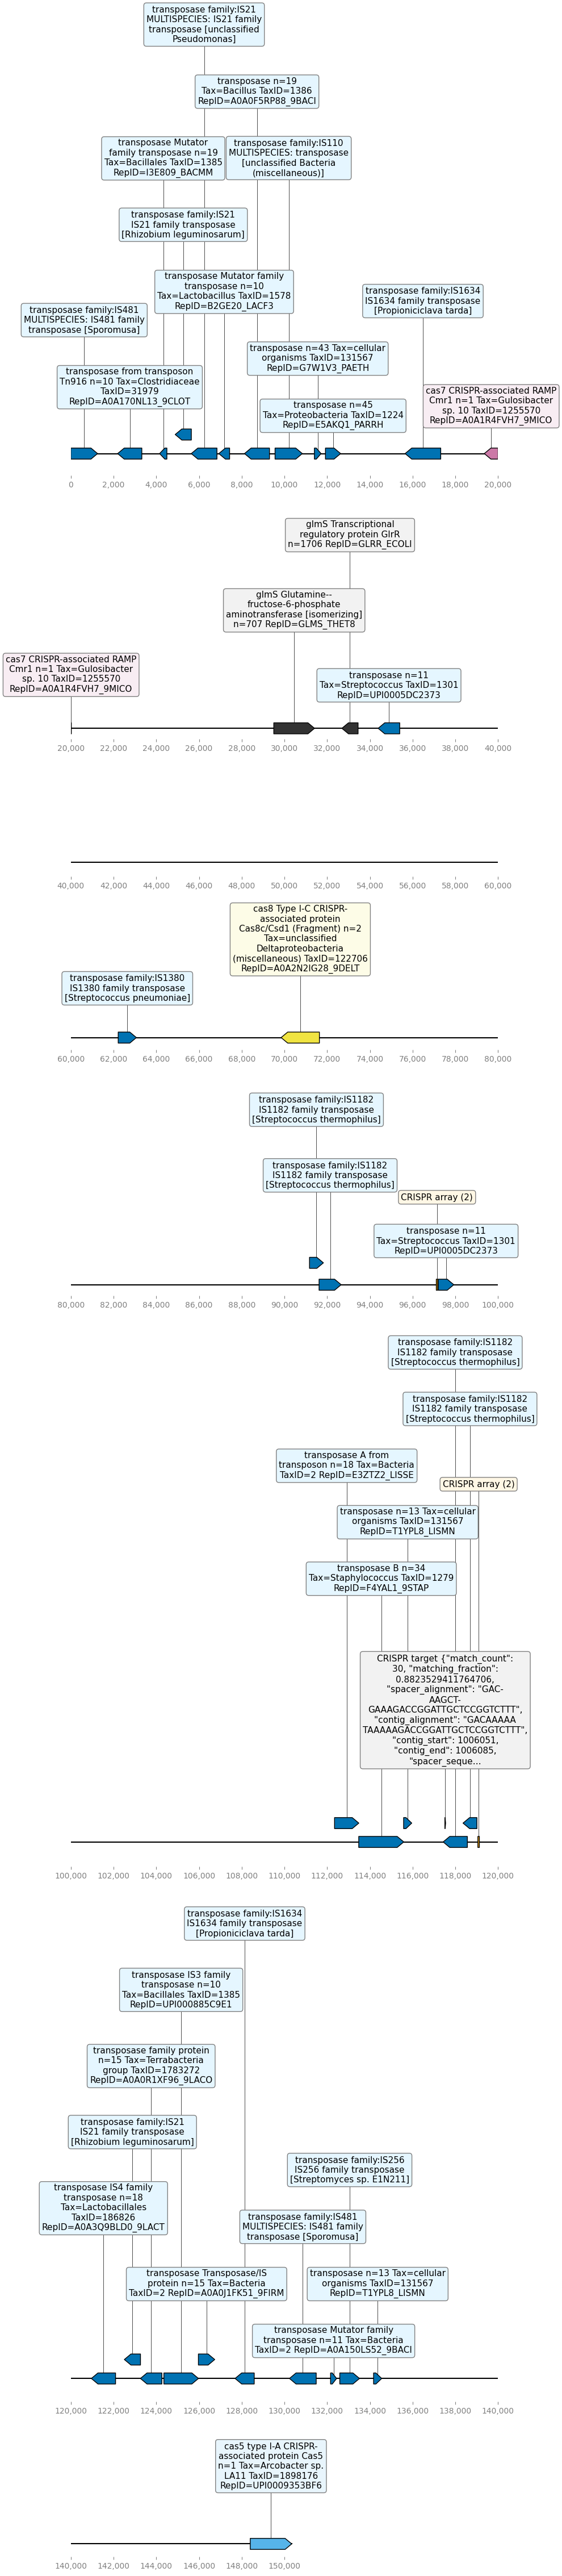 transposase family:IS21
MULTISPECIES: IS21 family
transposase [unclassified
Pseudomonas]
transposase n=19
Tax=Bacillus TaxID=1386
RepID=A0A0F5RP88_9BACI
transposase Mutator
family transposase n=19
Tax=Bacillales TaxID=1385
RepID=I3E809_BACMM
transposase family:IS110
MULTISPECIES: transposase
[unclassified Bacteria
(miscellaneous)]
transposase family:IS21
IS21 family transposase
[Rhizobium leguminosarum]
transposase Mutator family
transposase n=10
Tax=Lactobacillus TaxID=1578
RepID=B2GE20_LACF3
transposase family:IS1634
IS1634 family transposase
[Propioniciclava tarda]
transposase family:IS481
MULTISPECIES: IS481 family
transposase [Sporomusa]
transposase n=43 Tax=cellular
organisms TaxID=131567
RepID=G7W1V3_PAETH
transposase from transposon
Tn916 n=10 Tax=Clostridiaceae
TaxID=31979
RepID=A0A170NL13_9CLOT
cas7 CRISPR-associated RAMP
Cmr1 n=1 Tax=Gulosibacter
sp. 10 TaxID=1255570
RepID=A0A1R4FVH7_9MICO
transposase n=45
Tax=Proteobacteria TaxID=1224
RepID=E5AKQ1_PARRH
0 2,000 4,000 6,000 8,000 10,000 12,000 14,000 16,000 18,000 20,000
glmS Transcriptional
regulatory protein GlrR
n=1706 RepID=GLRR_ECOLI
glmS Glutamine--
fructose-6-phosphate
aminotransferase [isomerizing]
n=707 RepID=GLMS_THET8
cas7 CRISPR-associated RAMP
Cmr1 n=1 Tax=Gulosibacter
sp. 10 TaxID=1255570
RepID=A0A1R4FVH7_9MICO
transposase n=11
Tax=Streptococcus TaxID=1301
RepID=UPI0005DC2373
20,000 22,000 24,000 26,000 28,000 30,000 32,000 34,000 36,000 38,000 40,000
40,000 42,000 44,000 46,000 48,000 50,000 52,000 54,000 56,000 58,000 60,000
cas8 Type I-C CRISPR-
associated protein
Cas8c/Csd1 (Fragment) n=2
Tax=unclassified
Deltaproteobacteria
(miscellaneous) TaxID=122706
RepID=A0A2N2IG28_9DELT
transposase family:IS1380
IS1380 family transposase
[Streptococcus pneumoniae]
60,000 62,000 64,000 66,000 68,000 70,000 72,000 74,000 76,000 78,000 80,000
transposase family:IS1182
IS1182 family transposase
[Streptococcus thermophilus]
transposase family:IS1182
IS1182 family transposase
[Streptococcus thermophilus]
CRISPR array (2)
transposase n=11
Tax=Streptococcus TaxID=1301
RepID=UPI0005DC2373
80,000 82,000 84,000 86,000 88,000 90,000 92,000 94,000 96,000 98,000 100,000
transposase family:IS1182
IS1182 family transposase
[Streptococcus thermophilus]
transposase family:IS1182
IS1182 family transposase
[Streptococcus thermophilus]
transposase A from
transposon n=18 Tax=Bacteria
TaxID=2 RepID=E3ZTZ2_LISSE
CRISPR array (2)
transposase n=13 Tax=cellular
organisms TaxID=131567
RepID=T1YPL8_LISMN
transposase B n=34
Tax=Staphylococcus TaxID=1279
RepID=F4YAL1_9STAP
CRISPR target {"match_count":
30, "matching_fraction":
0.8823529411764706,
"spacer_alignment": "GAC-
AAGCT-
GAAAGACCGGATTGCTCCGGTCTTT",
"contig_alignment": "GACAAAAA
TAAAAAGACCGGATTGCTCCGGTCTTT",
"contig_start": 1006051,
"contig_end": 1006085,
"spacer_seque...
100,000 102,000 104,000 106,000 108,000 110,000 112,000 114,000 116,000 118,000 120,000
transposase family:IS1634
IS1634 family transposase
[Propioniciclava tarda]
transposase IS3 family
transposase n=10
Tax=Bacillales TaxID=1385
RepID=UPI000885C9E1
transposase family protein
n=15 Tax=Terrabacteria
group TaxID=1783272
RepID=A0A0R1XF96_9LACO
transposase family:IS21
IS21 family transposase
[Rhizobium leguminosarum]
transposase family:IS256
IS256 family transposase
[Streptomyces sp. E1N211]
transposase IS4 family
transposase n=18
Tax=Lactobacillales
TaxID=186826
RepID=A0A3Q9BLD0_9LACT
transposase family:IS481
MULTISPECIES: IS481 family
transposase [Sporomusa]
transposase Transposase/IS
protein n=15 Tax=Bacteria
TaxID=2 RepID=A0A0J1FK51_9FIRM
transposase n=13 Tax=cellular
organisms TaxID=131567
RepID=T1YPL8_LISMN
transposase Mutator family
transposase n=11 Tax=Bacteria
TaxID=2 RepID=A0A150LS52_9BACI
120,000 122,000 124,000 126,000 128,000 130,000 132,000 134,000 136,000 138,000 140,000
cas5 type I-A CRISPR-
associated protein Cas5
n=1 Tax=Arcobacter sp.
LA11 TaxID=1898176
RepID=UPI0009353BF6
140,000 142,000 144,000 146,000 148,000 150,000